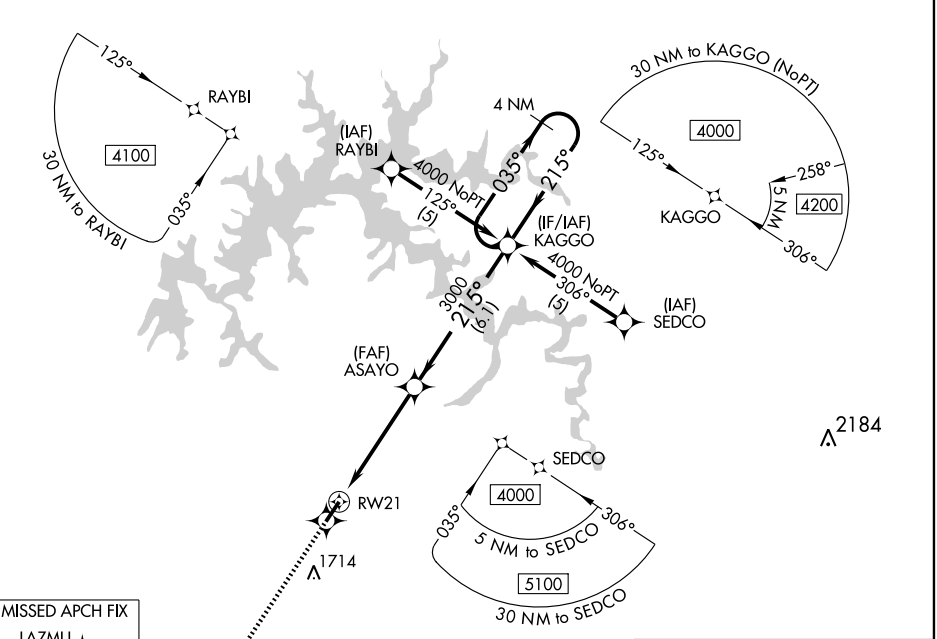 125°
RAYBI
4100
30 NM to RAYBI
035°
(IAF)
RAYBI
4000 NoPT
125°
(5)
4 NM
035°
215°
(IF/IAF)
KAGGO
30 NM to KAGGO (NoPT)
4000
125°
KAGGO
258°
5 NM
4200
306°
4000 NoPT
306°
(5)
(IAF)
SEDCO
3000
215°
(6.1)
(FAF)
ASAYO
2184
SEDCO
4000
035°
306°
5 NM to SEDCO
5100
30 NM to SEDCO
RW21
1714
MISSED APCH FIX